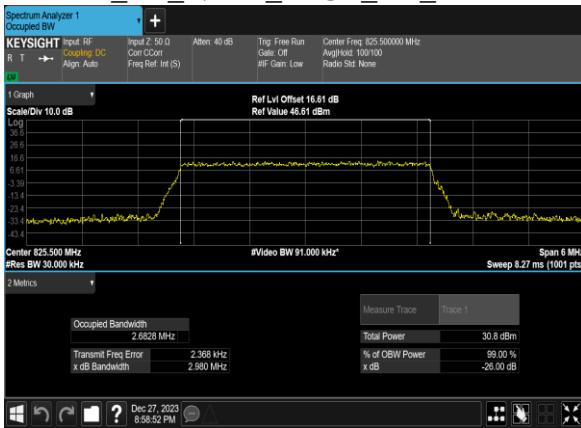 Spectrum Analyzer 1
Occupied BW
KEYSIGHT
R T
LV
Input: RF
Coupling: DC
Align: Auto
Input Z: 50 Ω
Corr CCorr
Freq Ref: Int (S)
Atten: 40 dB
Trig: Free Run
Gate: Off
#IF Gain: Low
Center Freq: 825.500000 MHz
Avg|Hold: 100/100
Radio Std: None
1 Graph
Scale/Div 10.0 dB
Ref Lvl Offset 16.61 dB
Ref Value 46.61 dBm
Log
36.6
26.6
16.6
6.61
-3.39
-13.4
-23.4
-33.4
-43.4
Center 825.500 MHz
#Video BW 91.000 kHz*
Span 6 MHz
#Res BW 30.000 kHz
Sweep 8.27 ms (1001 pts
2 Metrics
Measure Trace
Trace 1
Occupied Bandwidth
2.6828 MHz
Total Power
30.8 dBm
Transmit Freq Error
2.368 kHz
% of OBW Power
99.00 %
x dB Bandwidth
2.980 MHz
x dB
-26.00 dB
?
Dec 27, 2023
8:58:52 PM